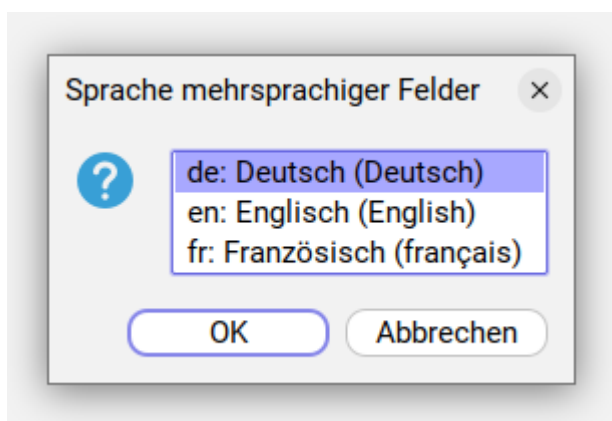 Sprache mehrsprachiger Felder
de: Deutsch (Deutsch)
en: Englisch (English)
fr: Französisch (français)
OK
Abbrechen